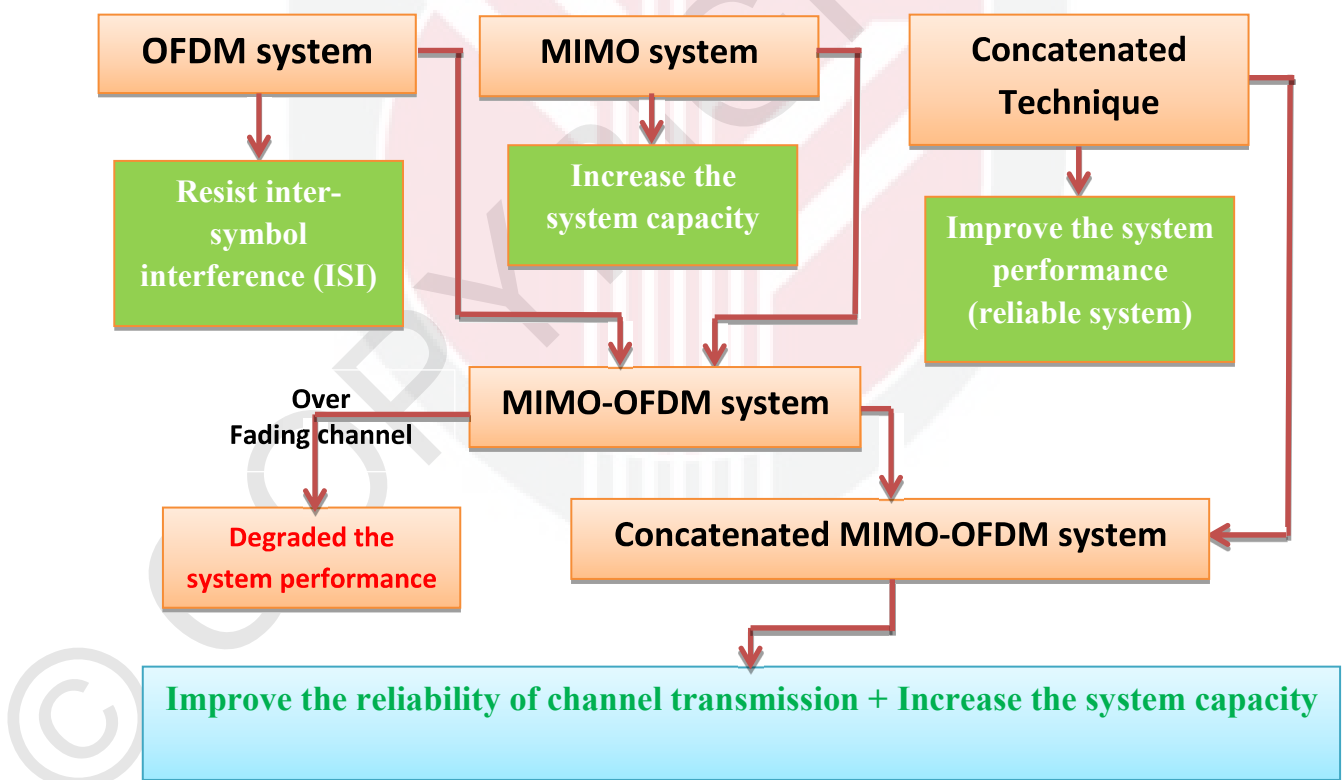 OFDM system
MIMO system
Concatenated
Technique
Resist inter-
symbol
interference (ISI)
Increase the
system capacity
Improve the system
performance
(reliable system)
MIMO-OFDM system
Over
Fading channel
Degraded the
system performance
Concatenated MIMO-OFDM system
Improve the reliability of channel transmission + Increase the system capacity
© COPYRIG